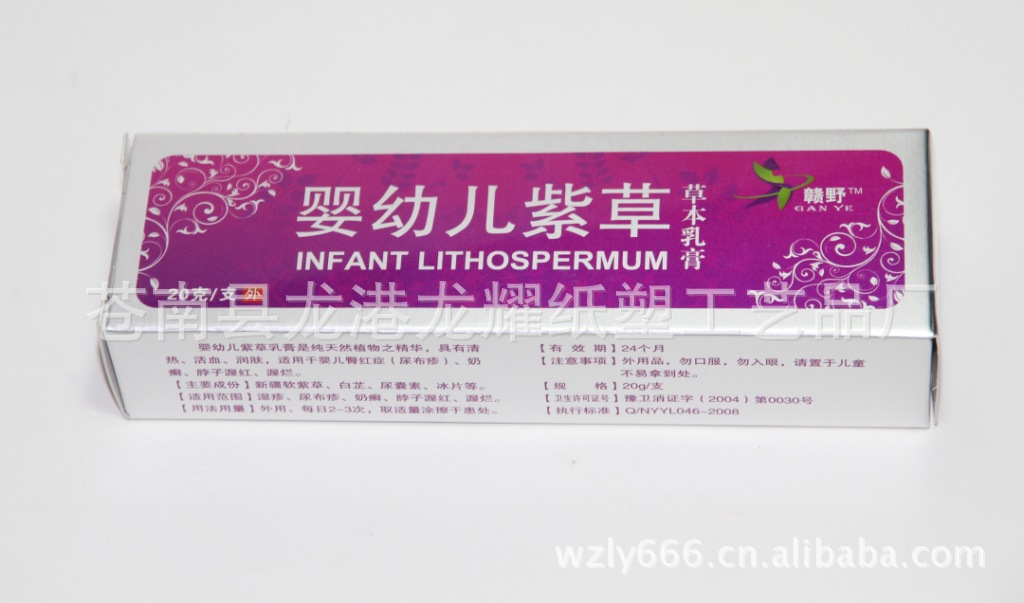 婴幼儿紫草
草本乳膏
INFANT LITHOSPERMUM
赣野™
GAN YE
20克/支 外
苍南县龙港龙耀纸塑工艺品厂
婴幼儿紫草乳膏是纯天然植物之精华，具有清
热、活血、润肤，适用于婴儿臀红症（尿布疹）、奶
癣、脖子渥红、渥烂。
【主要成份】新疆软紫草、白芷、尿囊素、冰片等。
【适用范围】湿疹、尿布疹、奶癣、脖子渥红、渥烂。
【用法用量】外用、每日2-3次，取适量涂擦于患处。
【有 效 期】24个月
【注意事项】外用品，勿口服，勿入眼，请置于儿童
不易拿到处。
【规 格】20g/支
【卫生许可证号】豫卫消证字（2004）第0030号
【执行标准】Q/NYYL046-2008
wzly666.cn.alibaba.com